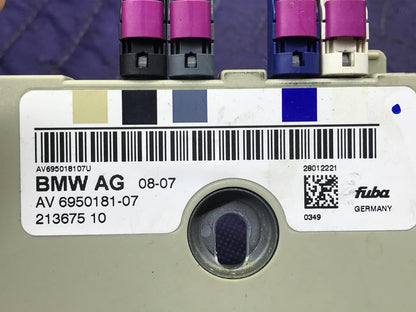 AV695018107U
28012221
BMW AG 08-07
AV 6950181-07
213675 10
0349
fuba
GERMANY